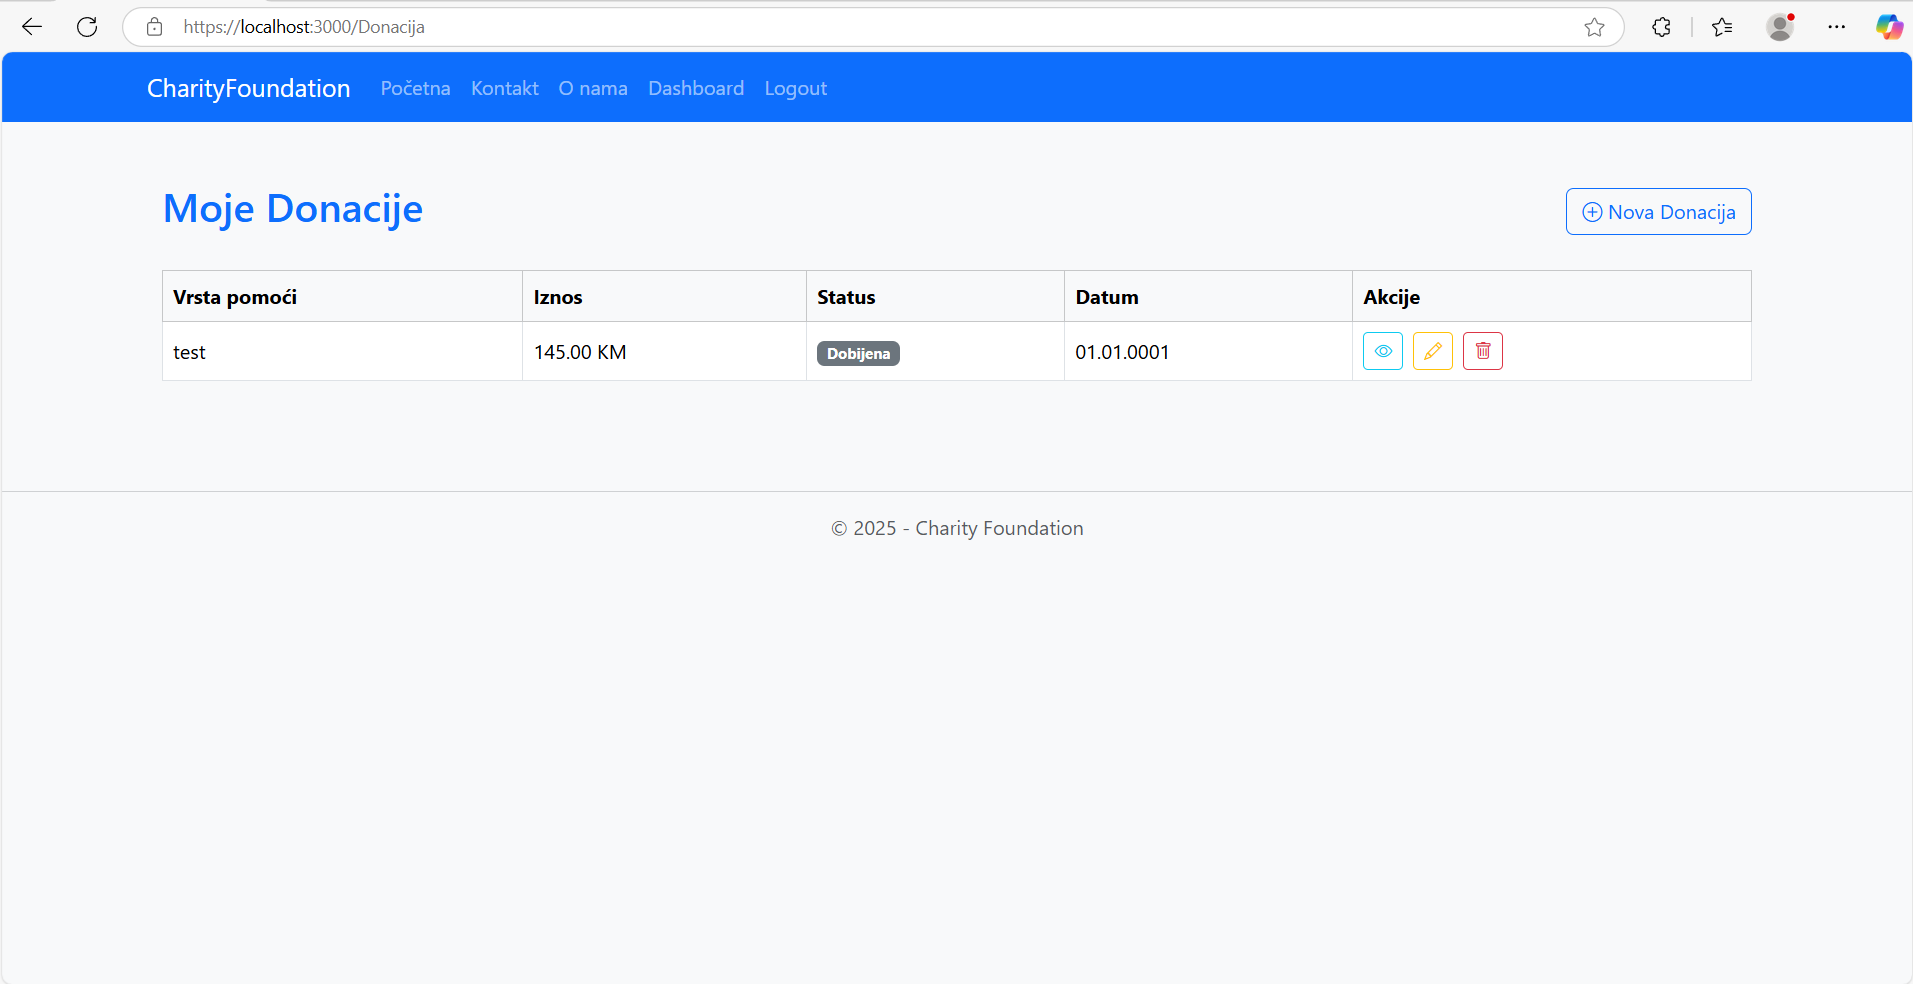 https://localhost:3000/Donacija
CharityFoundation Početna Kontakt O nama Dashboard Logout
Moje Donacije
Nova Donacija
Vrsta pomoći Iznos Status Datum Akcije
test 145.00 KM Dobijena 01.01.0001
© 2025 - Charity Foundation